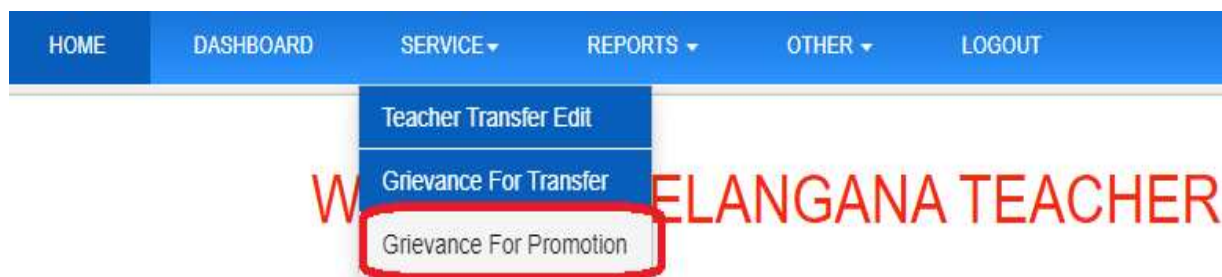 HOME DASHBOARD SERVICE REPORTS OTHER LOGOUT
Teacher Transfer Edit
Grievance For Transfer
W ELANGANA TEACHER
Grievance For Promotion